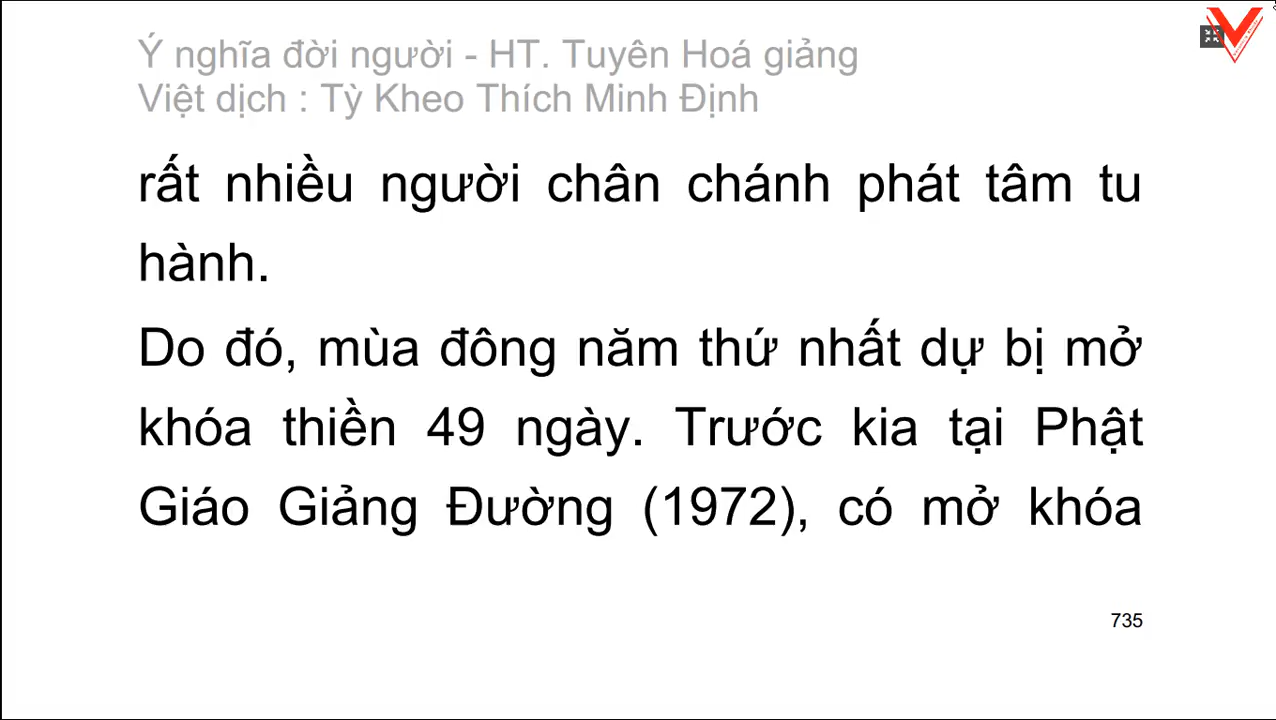 Ý nghĩa đời người - HT. Tuyên Hoá giảng
Việt dịch : Tỳ Kheo Thích Minh Định
rất nhiều người chân chánh phát tâm tu
hành.
Do đó, mùa đông năm thứ nhất dự bị mở
khóa thiền 49 ngày. Trước kia tại Phật
Giáo Giảng Đường (1972), có mở khóa
735